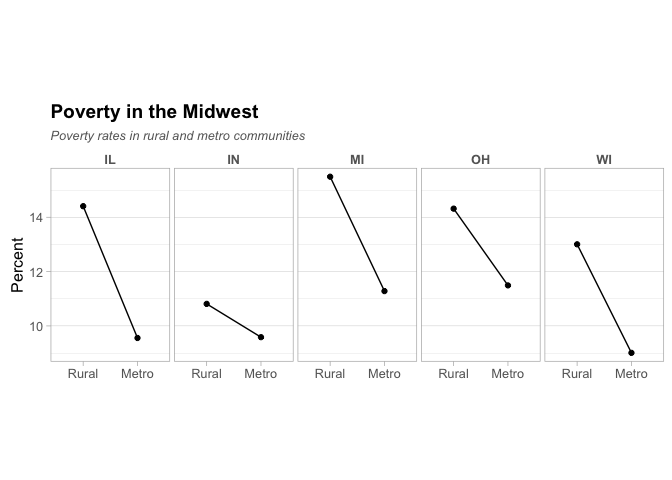 Poverty in the Midwest
Poverty rates in rural and metro communities
IL IN MI OH WI
Percent
14
12
10
Rural Metro Rural Metro Rural Metro Rural Metro Rural Metro